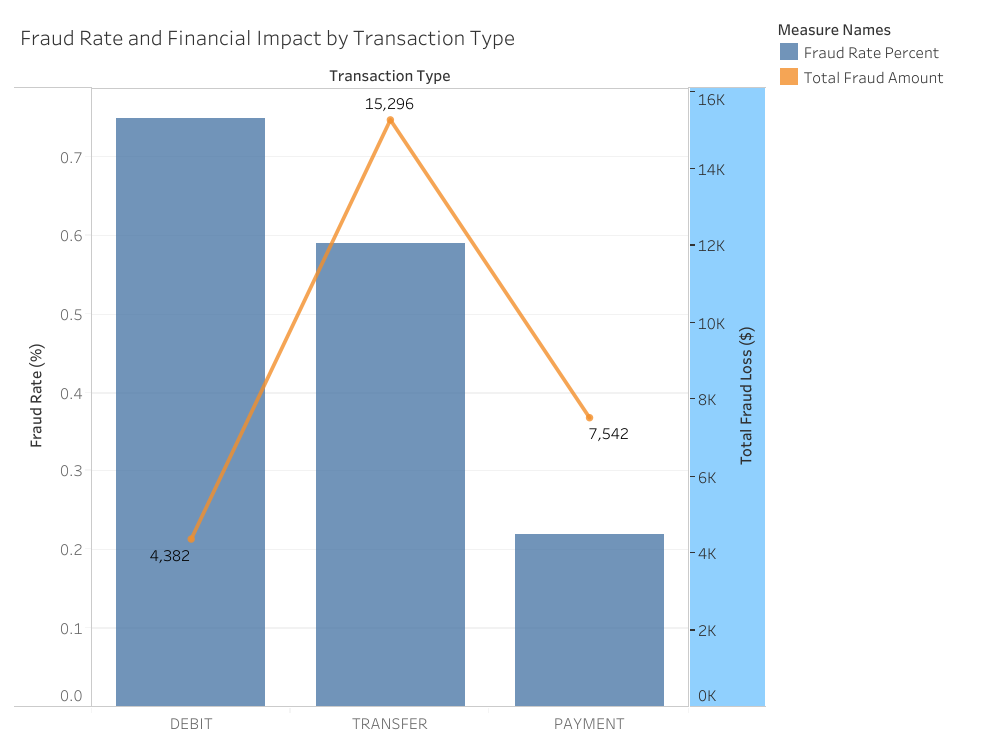 Fraud Rate and Financial Impact by Transaction Type
Measure Names
Fraud Rate Percent
Total Fraud Amount
Transaction Type
Fraud Rate (%)
0.7
0.6
0.5
0.4
0.3
0.2
0.1
0.0
15,296
7,542
4,382
16K
14K
12K
10K
8K
6K
4K
2K
0K
Total Fraud Loss ($)
DEBIT
TRANSFER
PAYMENT